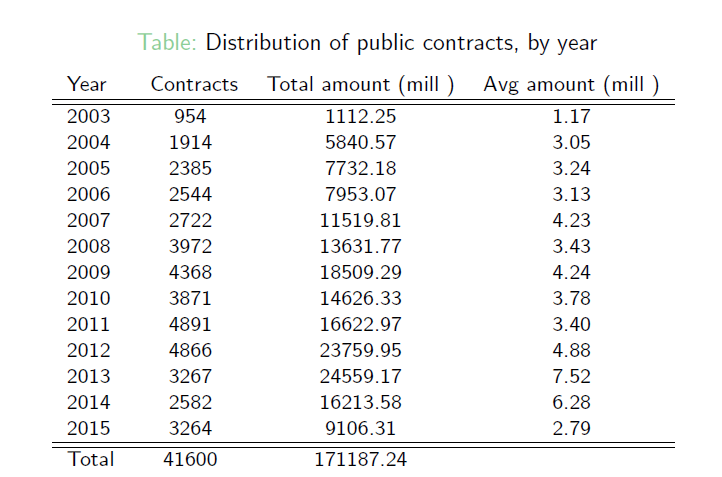 Table: Distribution of public contracts, by year
Year Contracts Total amount (mill ) Avg amount (mill )
2003 954 1112.25 1.17
2004 1914 5840.57 3.05
2005 2385 7732.18 3.24
2006 2544 7953.07 3.13
2007 2722 11519.81 4.23
2008 3972 13631.77 3.43
2009 4368 18509.29 4.24
2010 3871 14626.33 3.78
2011 4891 16622.97 3.40
2012 4866 23759.95 4.88
2013 3267 24559.17 7.52
2014 2582 16213.58 6.28
2015 3264 9106.31 2.79
Total 41600 171187.24